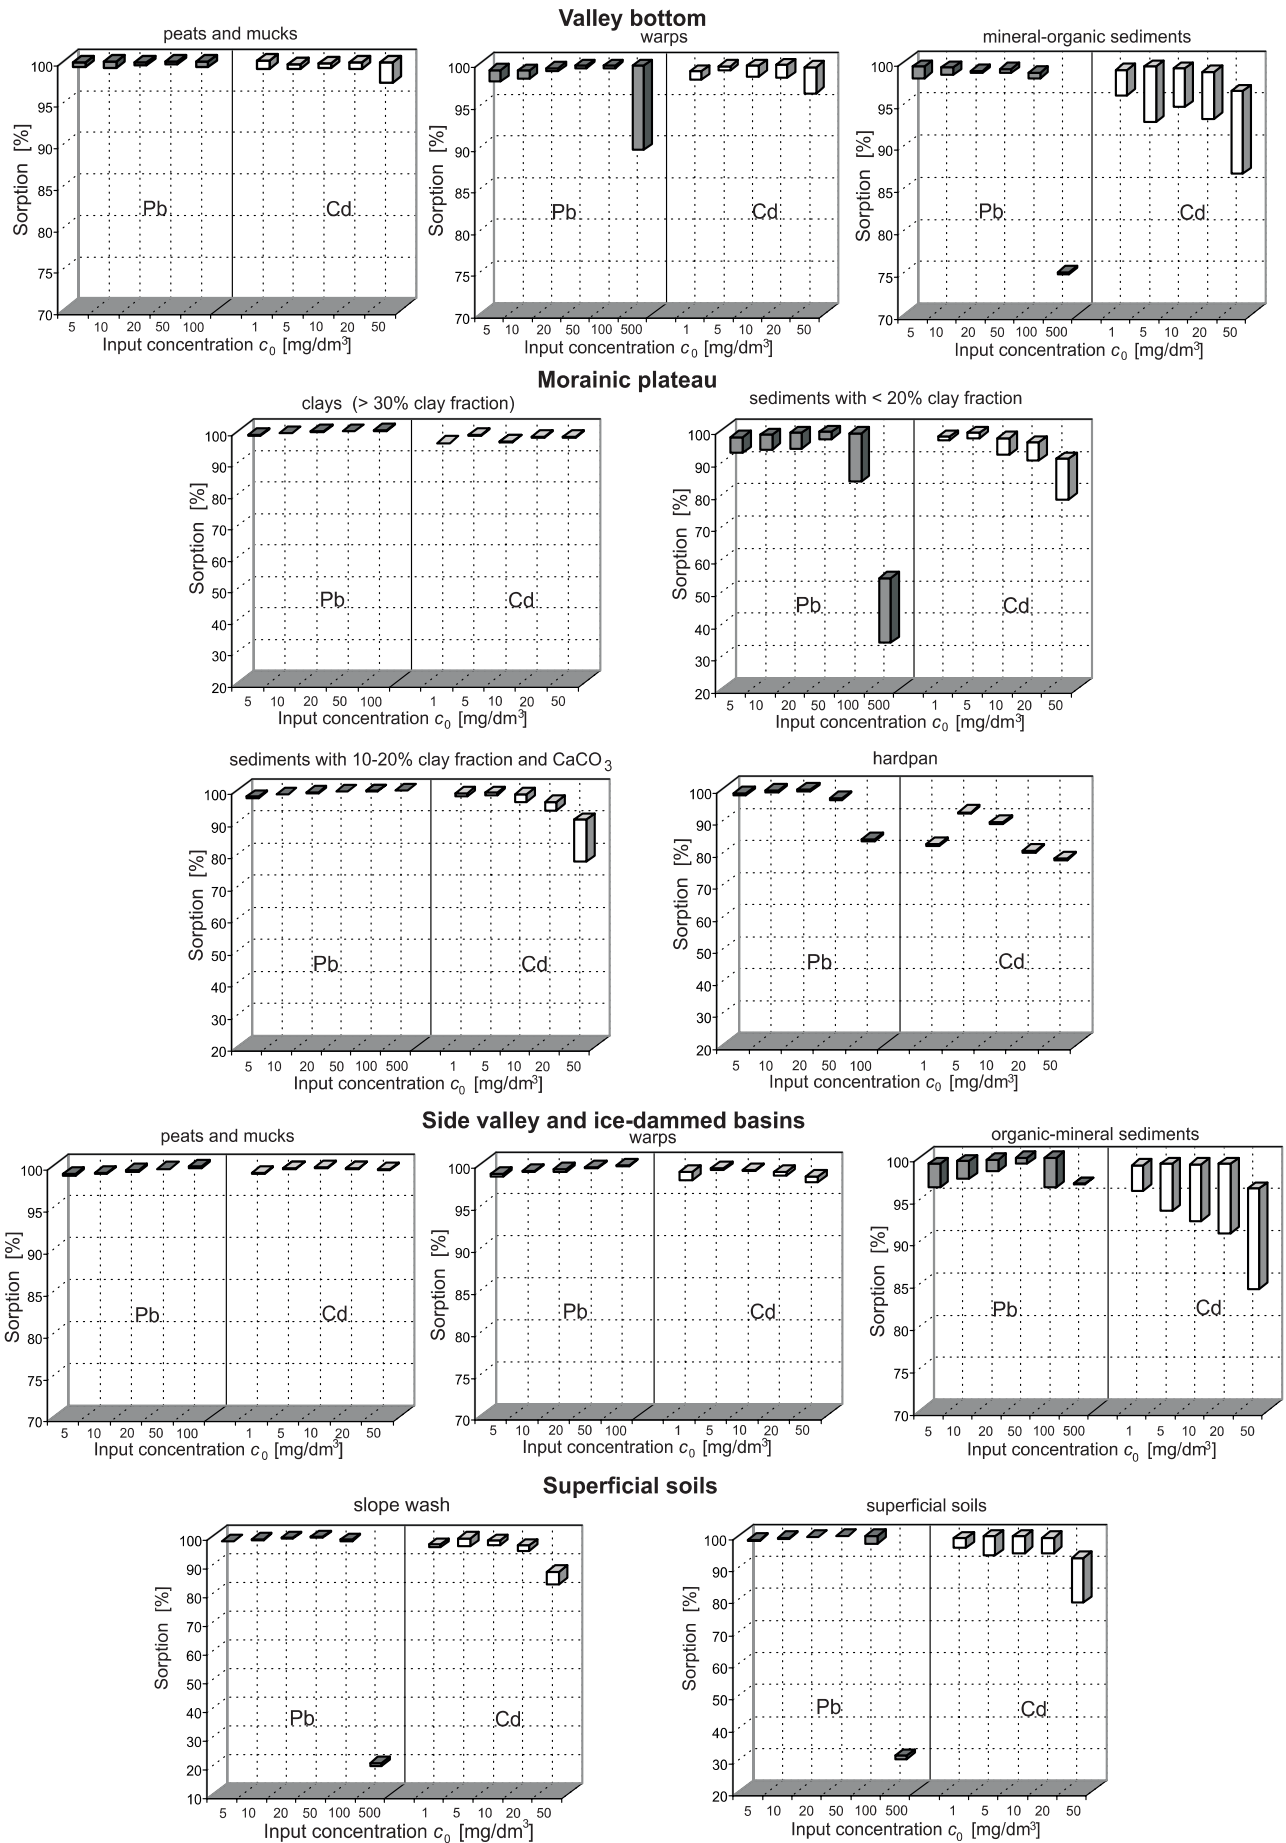 Valley bottom
peats and mucks
warps
mineral-organic sediments
Sorption [%]
100
95
90
85
80
75
70
Pb
Cd
5 10 20 50 100 1 5 10 20 50
Input concentration c0 [mg/dm³]
Sorption [%]
100
95
90
85
80
75
70
Pb
Cd
5 10 20 50 100 500 1 5 10 20 50
Input concentration c0 [mg/dm³]
Sorption [%]
100
95
90
85
80
75
70
Pb
Cd
5 10 20 50 100 500 1 5 10 20 50
Input concentration c0 [mg/dm³]
Morainic plateau
clays (> 30% clay fraction)
sediments with < 20% clay fraction
Sorption [%]
100
90
80
70
60
50
40
30
20
Pb
Cd
5 10 20 50 100 1 5 10 20 50
Input concentration c0 [mg/dm³]
Sorption [%]
100
90
80
70
60
50
40
30
20
Pb
Cd
5 10 20 50 100 500 1 5 10 20 50
Input concentration c0 [mg/dm³]
sediments with 10-20% clay fraction and CaCO3
hardpan
Sorption [%]
100
90
80
70
60
50
40
30
20
Pb
Cd
5 10 20 50 100 500 1 5 10 20 50
Input concentration c0 [mg/dm³]
Sorption [%]
100
90
80
70
60
50
40
30
20
Pb
Cd
5 10 20 50 100 1 5 10 20 50
Input concentration c0 [mg/dm³]
Side valley and ice-dammed basins
peats and mucks
warps
organic-mineral sediments
Sorption [%]
100
95
90
85
80
75
70
Pb
Cd
5 10 20 50 100 1 5 10 20 50
Input concentration c0 [mg/dm³]
Sorption [%]
100
95
90
85
80
75
70
Pb
Cd
5 10 20 50 100 1 5 10 20 50
Input concentration c0 [mg/dm³]
Sorption [%]
100
95
90
85
80
75
70
Pb
Cd
5 10 20 50 100 500 1 5 10 20 50
Input concentration c0 [mg/dm³]
Superficial soils
slope wash
superficial soils
Sorption [%]
100
90
80
70
60
50
40
30
20
10
Pb
Cd
5 10 20 50 100 500 1 5 10 20 50
Input concentration c0 [mg/dm³]
Sorption [%]
100
90
80
70
60
50
40
30
20
Pb
Cd
5 10 20 50 100 500 1 5 10 20 50
Input concentration c0 [mg/dm³]